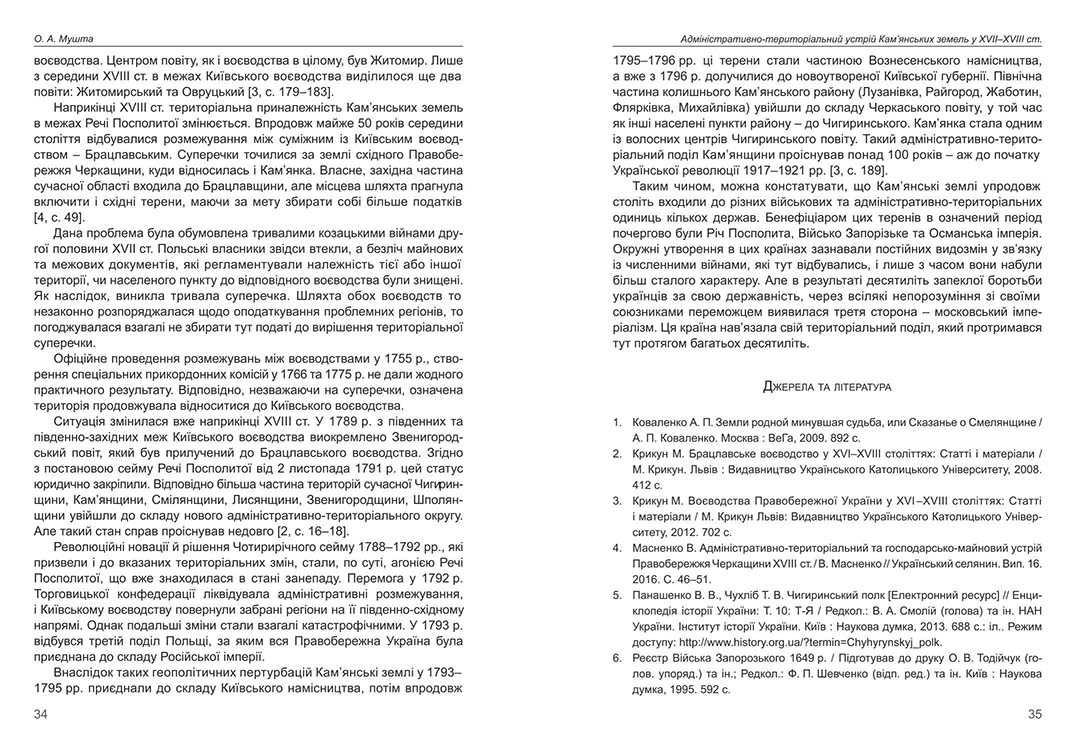 О. А. Мушта
воєводства. Центром повіту, як і воєводства в цілому, був Житомир. Лише
з середини XVIII ст. в межах Київського воєводства виділилося ще два
повіти: Житомирський та Овруцький [3, с. 179–183].
Наприкінці XVIII ст. територіальна приналежність Кам’янських земель
в межах Речі Посполитої змінюється. Впродовж майже 50 років середини
століття відбувалися розмежування між суміжним із Київським воєвод-
ством – Брацлавським. Суперечки точилися за землі східного Правобе-
режжя Черкащини, куди відносилась і Кам’янка. Власне, західна частина
сучасної області входила до Брацлавщини, але місцева шляхта прагнула
включити і східні терени, маючи за мету збирати собі більше податків
[4, с. 49].
Дана проблема була обумовлена тривалими козацькими війнами дру-
гої половини XVII ст. Польські власники звідси втекли, а безліч майнових
та межових документів, які регламентували належність тієї або іншої
території, чи населеного пункту до відповідного воєводства були знищені.
Як наслідок, виникла тривала суперечка. Шляхта обох воєводств то
незаконно розпоряджалася щодо оподаткування проблемних регіонів, то
погоджувалася взагалі не збирати тут податі до вирішення територіальної
суперечки.
Офіційне проведення розмежувань між воєводствами у 1755 р., ство-
рення спеціальних прикордонних комісій у 1766 та 1775 р. не дали жодного
практичного результату. Відповідно, незважаючи на суперечки, означена
територія продовжувала відноситися до Київського воєводства.
Ситуація змінилася вже наприкінці XVIII ст. У 1789 р. з південних та
південно-західних меж Київського воєводства виокремлено Звенигород-
ський повіт, який був прилучений до Брацлавського воєводства. Згідно
з постановою сейму Речі Посполитої від 2 листопада 1791 р. цей статус
юридично закріпили. Відповідно більша частина територій сучасної Чигирин-
щини, Кам’янщини, Смілянщини, Лисянщини, Звенигородщини, Шполян-
щини увійшли до складу нового адміністративно-територіального округу.
Але такий стан справ проіснував недовго [2, с. 16–18].
Революційні новації й рішення Чотирирічного сейму 1788–1792 рр., які
призвели і до вказаних територіальних змін, стали, по суті, агонією Речі
Посполитої, що вже знаходилася в стані занепаду. Перемога у 1792 р.
Торговицької конфедерації ліквідувала адміністративні розмежування,
і Київському воєводству повернули забрані регіони на її південно-східному
напрямі. Однак подальші зміни стали взагалі катастрофічними. У 1793 р.
відбувся третій поділ Польщі, за яким вся Правобережна Україна була
приєднана до складу Російської імперії.
Внаслідок таких геополітичних пертурбацій Кам’янські землі у 1793–
1795 рр. приєднали до складу Київського намісництва, потім впродовж
34
Адміністративно-територіальний устрій Кам’янських земель у XVII–XVIII ст.
1795–1796 рр. ці терени стали частиною Вознесенського намісництва,
а вже з 1796 р. долучилися до новоутвореної Київської губернії. Північна
частина колишнього Кам’янського району (Лузанівка, Райгород, Жаботин,
Флярківка, Михайлівка) увійшли до складу Черкаського повіту, у той час
як інші населені пункти району – до Чигиринського. Кам’янка стала одним
із волосних центрів Чигиринського повіту. Такий адміністративно-терито-
ріальний поділ Кам’янщини проіснував понад 100 років – аж до початку
Української революції 1917–1921 рр. [3, с. 189].
Таким чином, можна констатувати, що Кам’янські землі упродовж
століть входили до різних військових та адміністративно-територіальних
одиниць кількох держав. Бенефіціаром цих теренів в означений період
почергово були Річ Посполита, Військо Запорізьке та Османська імперія.
Окружні утворення в цих країнах зазнавали постійних видозмін у зв’язку
із численними війнами, які тут відбувались, і лише з часом вони набули
більш сталого характеру. Але в результаті десятиліть запеклої боротьби
українців за свою державність, через всілякі непорозуміння зі своїми
союзниками переможцем виявилася третя сторона – московський імпе-
ріалізм. Ця країна нав’язала свій територіальний поділ, який протримався
тут протягом багатьох десятиліть.
Джерела та література
1. Коваленко А. П. Земли родной минувшая судьба, или Сказанье о Смелянщине /
А. П. Коваленко. Москва : ВеГа, 2009. 892 с.
2. Крикун М. Брацлавське воєводство у XVI–XVIII століттях: Статті і матеріали /
М. Крикун. Львів : Видавництво Українського Католицького Університету, 2008.
412 с.
3. Крикун М. Воєводства Правобережної України у XVI–XVIII століттях: Статті
і матеріали / М. Крикун Львів: Видавництво Українського Католицького Універ-
ситету, 2012. 702 с.
4. Масненко В. Адміністративно-територіальний та господарсько-майновий устрій
Правобережжя Черкащини XVIII ст. / В. Масненко // Український селянин. Вип. 16.
2016. С. 46–51.
5. Панашенко В. В., Чухліб Т. В. Чигиринський полк [Електронний ресурс] // Енци-
клопедія історії України: Т. 10: Т-Я / Редкол.: В. А. Смолій (голова) та ін. НАН
України. Інститут історії України. Київ : Наукова думка, 2013. 688 с.: іл.. Режим
доступу: http://www.history.org.ua/?termin=Chyhyrynskyj_polk.
6. Реєстр Війська Запорозького 1649 р. / Підготував до друку О. В. Тодійчук (го-
лов. упоряд.) та ін.; Редкол.: Ф. П. Шевченко (відп. ред.) та ін. Київ : Наукова
думка, 1995. 592 с.
35